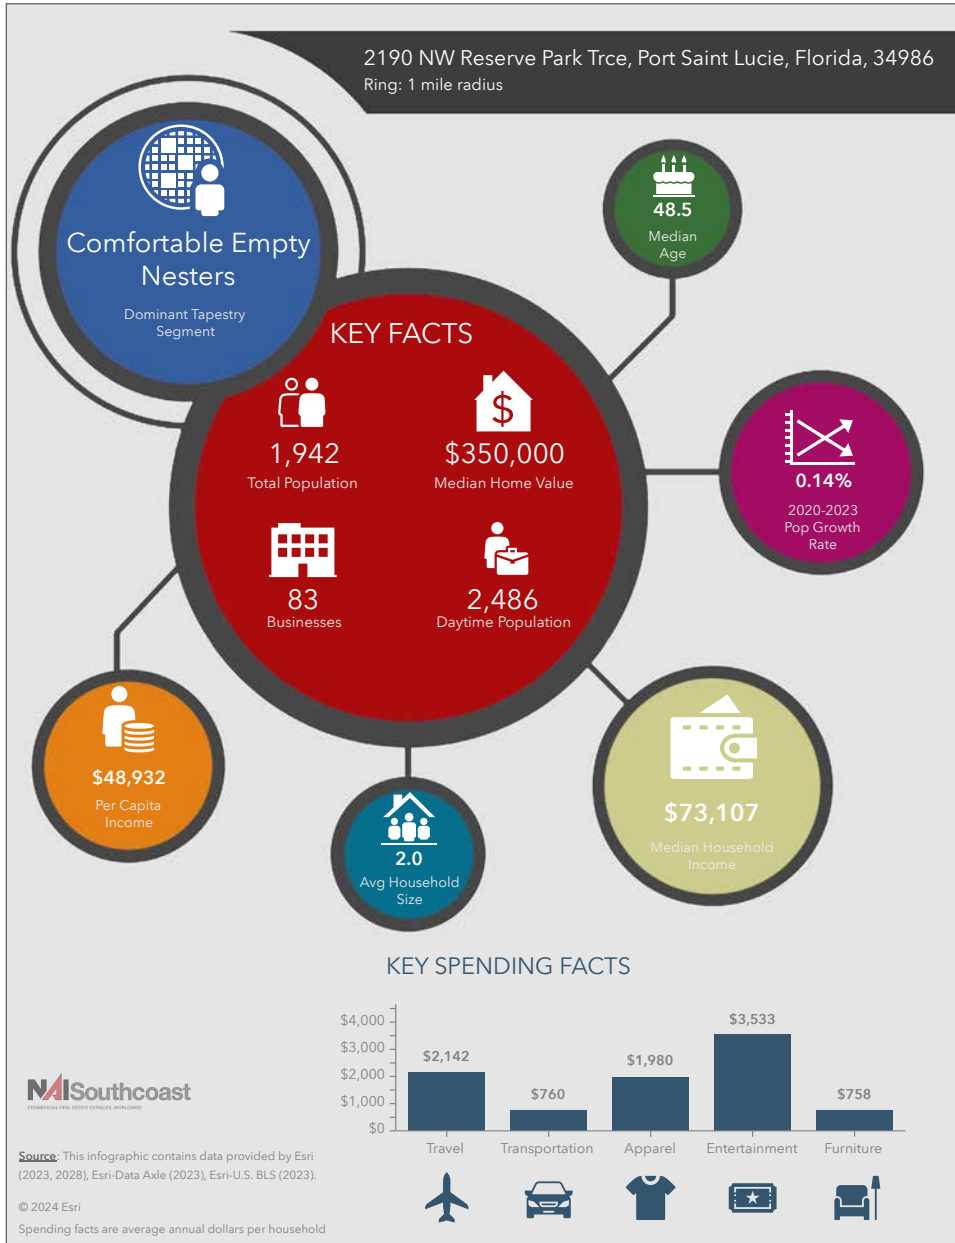 2190 NW Reserve Park Trce, Port Saint Lucie, Florida, 34986
Ring: 1 mile radius
Comfortable Empty
Nesters
Dominant Tapestry
Segment
48.5
Median
Age
KEY FACTS
1,942
Total Population
$350,000
Median Home Value
83
Businesses
2,486
Daytime Population
0.14%
2020-2023
Pop Growth
Rate
$48,932
Per Capita
Income
2.0
Avg Household
Size
$73,107
Median Household
Income
KEY SPENDING FACTS
$4,000
$3,000
$2,000
$1,000
$0
$2,142
$760
$1,980
$3,533
$758
Travel
Transportation
Apparel
Entertainment
Furniture
NAISouthcoast
COMMERCIAL REAL ESTATE SERVICES, WORLDWIDE
Source: This infographic contains data provided by Esri
(2023, 2028), Esri-Data Axle (2023), Esri-U.S. BLS (2023).
© 2024 Esri
Spending facts are average annual dollars per household